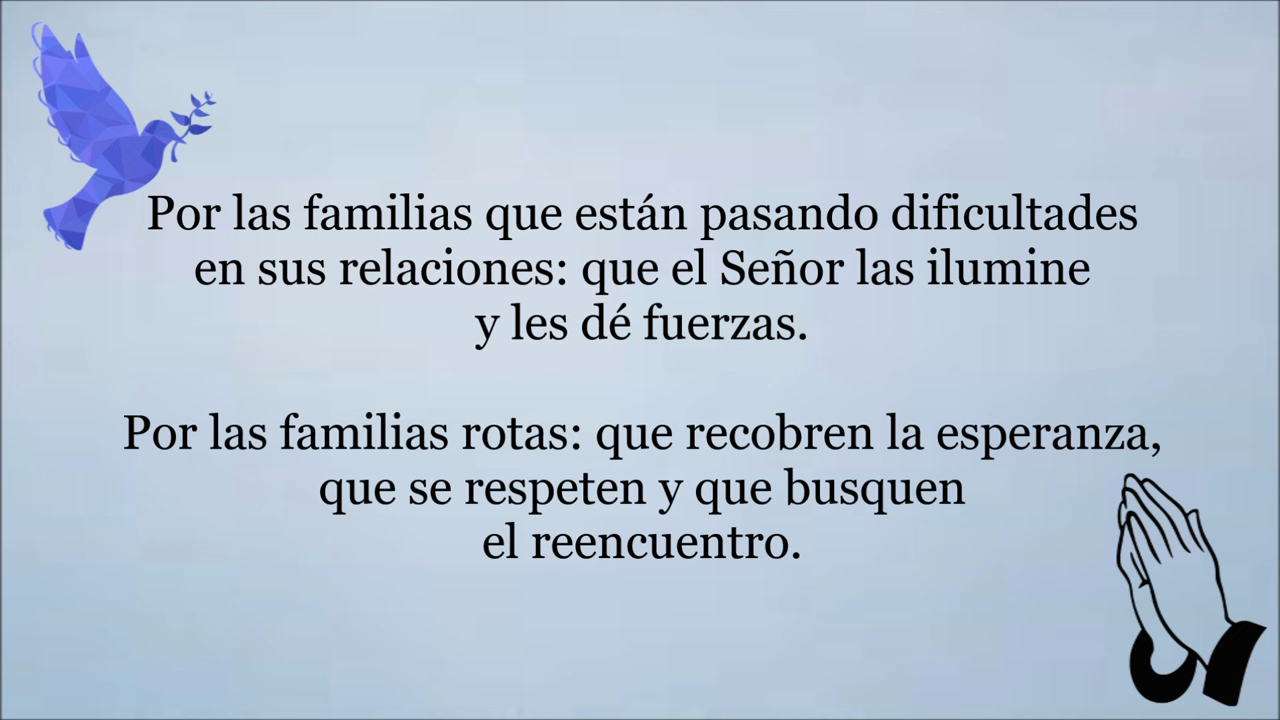 Por las familias que están pasando dificultades
en sus relaciones: que el Señor las ilumine
y les dé fuerzas.
Por las familias rotas: que recobren la esperanza,
que se respeten y que busquen
el reencuentro.